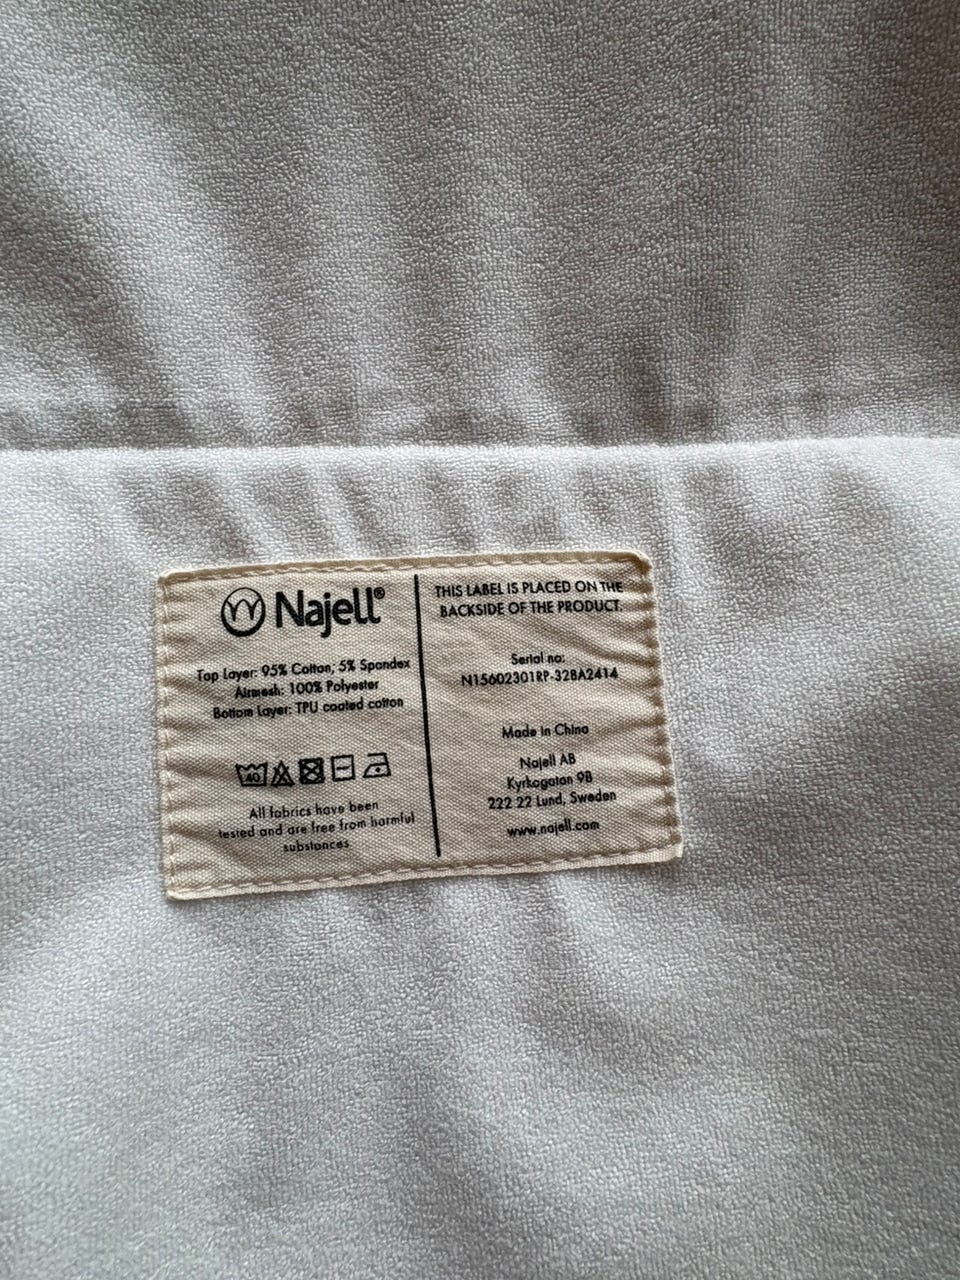 Najell®
Top Layer: 95% Cotton, 5% Spandex
Airmesh: 100% Polyester
Bottom Layer: TPU coated cotton
40
All fabrics have been
tested and are free from harmful
substances
THIS LABEL IS PLACED ON THE
BACKSIDE OF THE PRODUCT.
Serial no:
N15602301RP-328A2414
Made in China
Najell AB
Kyrkogatan 9B
222 22 Lund, Sweden
www.najell.com